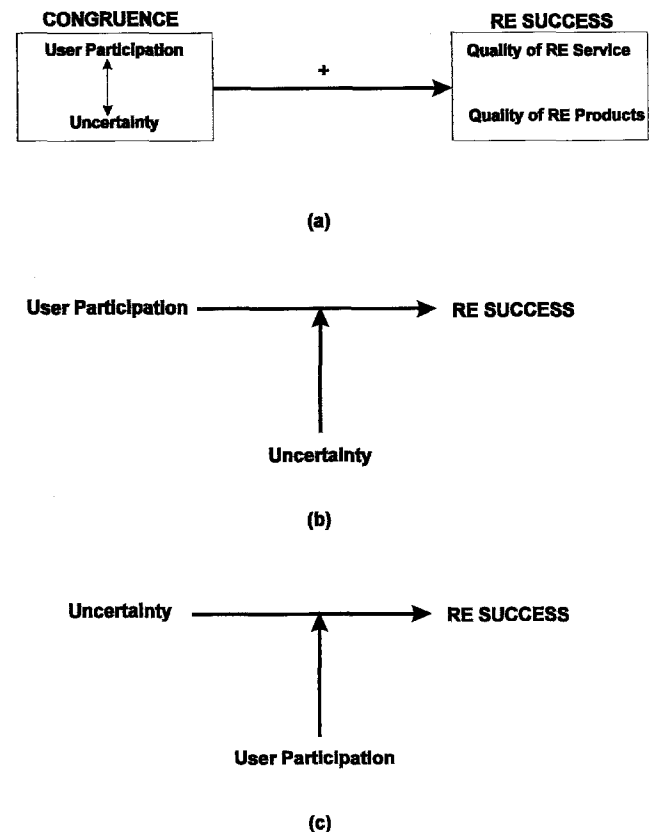 CONGRUENCE
User Participation
Uncertainty
+
RE SUCCESS
Quality of RE Service
Quality of RE Products
(a)
User Participation
RE SUCCESS
Uncertainty
(b)
Uncertainty
RE SUCCESS
User Participation
(c)